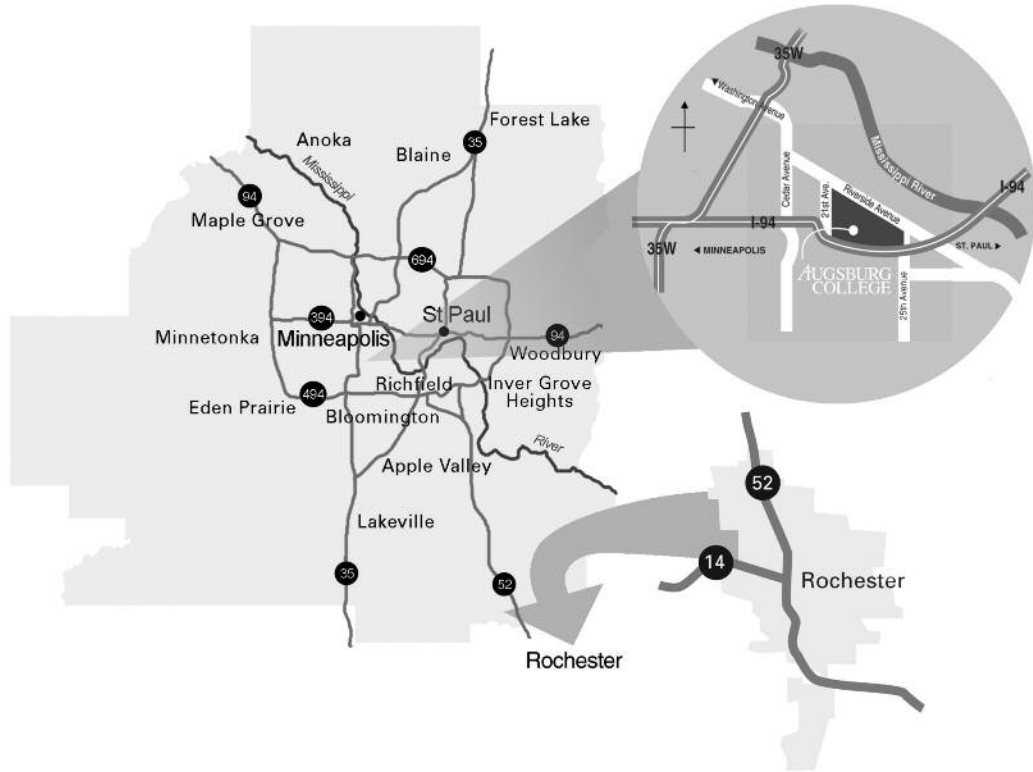 Forest Lake
35
Anoka
Blaine
Mississippi
94
Maple Grove
694
St Paul
394
Minneapolis
Minnetonka
94
Woodbury
Richfield
Inver Grove
Heights
494
Eden Prairie
Bloomington
River
Apple Valley
Lakeville
35
52
Rochester
35W
Washington Avenue
Mississippi River
Cedar Avenue
21st Ave.
Riverside Avenue
I-94
I-94
35W
MINNEAPOLIS
ST. PAUL
AUGSBURG
COLLEGE
25th Avenue
52
14
Rochester